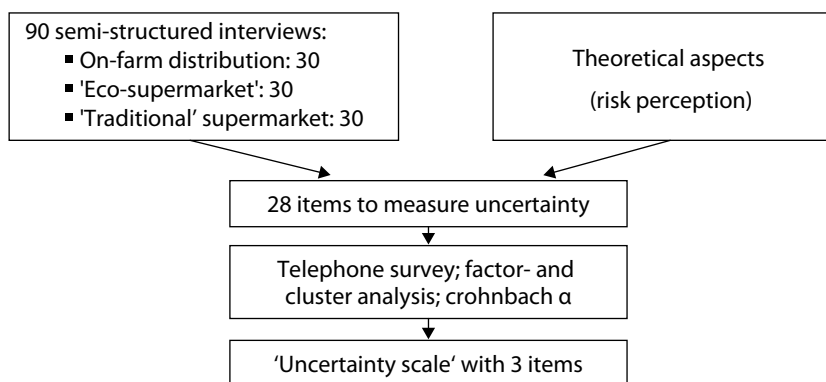 90 semi-structured interviews:
▪ On-farm distribution: 30
▪ 'Eco-supermarket': 30
▪ 'Traditional’ supermarket: 30
Theoretical aspects
(risk perception)
28 items to measure uncertainty
Telephone survey; factor- and
cluster analysis; crohnbach α
‘Uncertainty scale‘ with 3 items